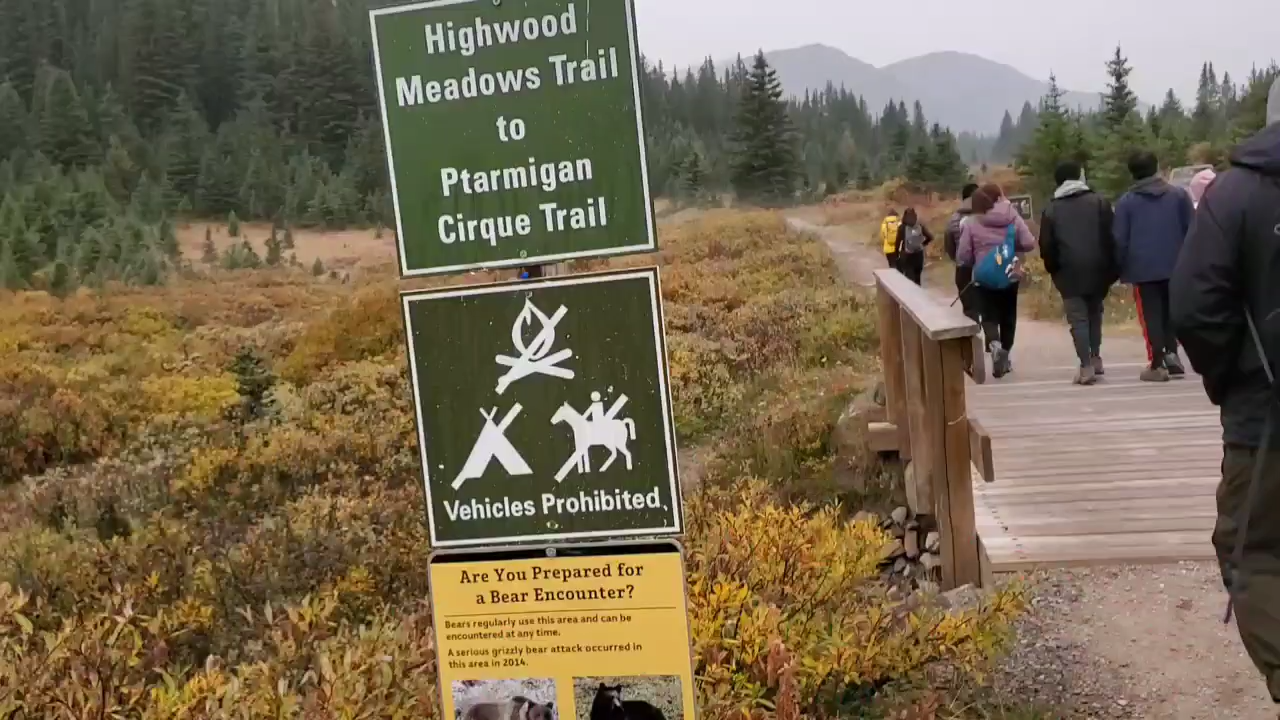 Highwood
Meadows Trail
to
Ptarmigan
Cirque Trail
Vehicles Prohibited
Are You Prepared for
a Bear Encounter?
Bears regularly use this area and can be
encountered at any time.
A serious grizzly bear attack occurred in
this area in 2014.